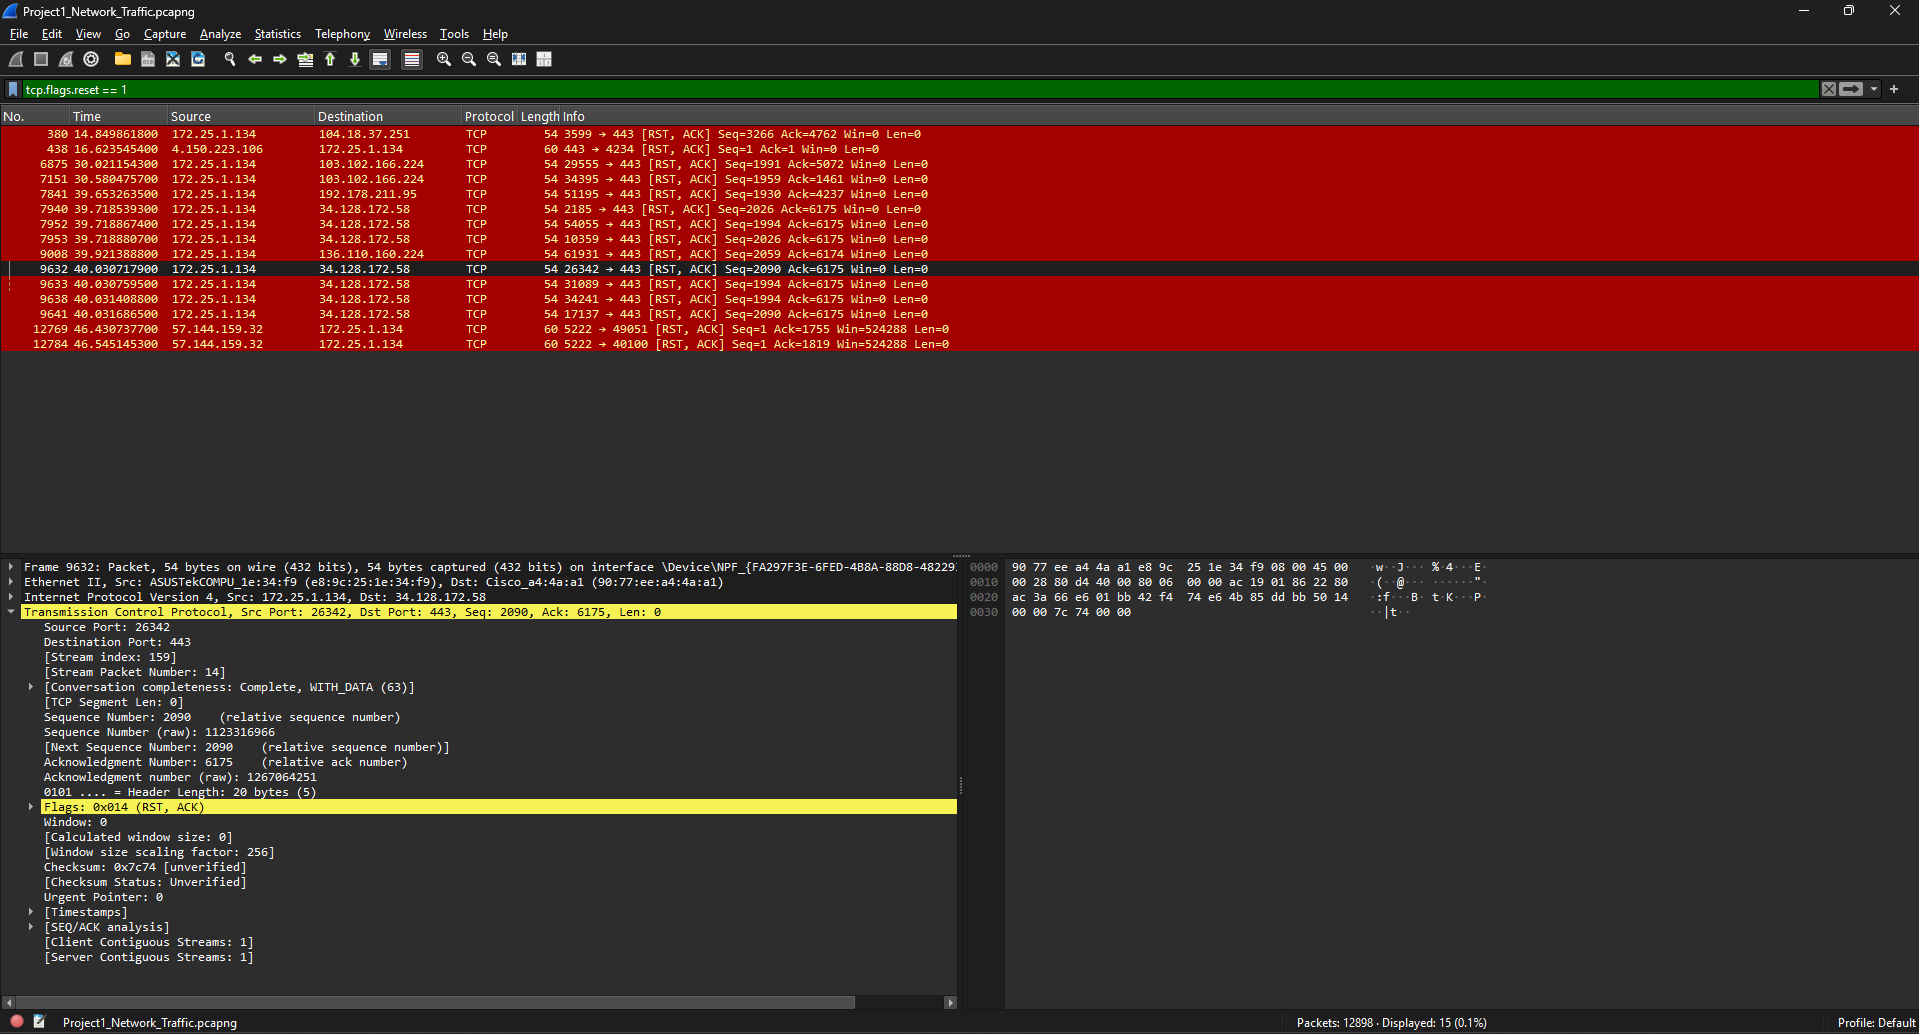 Project1_Network_Traffic.pcapng
File Edit View Go Capture Analyze Statistics Telephony Wireless Tools Help
tcp.flags.reset == 1
No. Time Source Destination Protocol Length Info
380 14.849861800 172.25.1.134 104.18.37.251 TCP 54 3599 → 443 [RST, ACK] Seq=3266 Ack=4762 Win=0 Len=0
438 16.623545400 4.150.223.106 172.25.1.134 TCP 60 443 → 4234 [RST, ACK] Seq=1 Ack=1 Win=0 Len=0
6875 30.021154300 172.25.1.134 103.102.166.224 TCP 54 29555 → 443 [RST, ACK] Seq=1991 Ack=5072 Win=0 Len=0
7151 30.580475700 172.25.1.134 103.102.166.224 TCP 54 34395 → 443 [RST, ACK] Seq=1959 Ack=1461 Win=0 Len=0
7841 39.653263500 172.25.1.134 192.178.211.95 TCP 54 51195 → 443 [RST, ACK] Seq=1930 Ack=4237 Win=0 Len=0
7940 39.718539300 172.25.1.134 34.128.172.58 TCP 54 2185 → 443 [RST, ACK] Seq=2026 Ack=6175 Win=0 Len=0
7952 39.718867400 172.25.1.134 34.128.172.58 TCP 54 54055 → 443 [RST, ACK] Seq=1994 Ack=6175 Win=0 Len=0
7953 39.718880700 172.25.1.134 34.128.172.58 TCP 54 10359 → 443 [RST, ACK] Seq=2026 Ack=6175 Win=0 Len=0
9008 39.921388800 172.25.1.134 136.110.160.224 TCP 54 61931 → 443 [RST, ACK] Seq=2059 Ack=6174 Win=0 Len=0
9632 40.030717900 172.25.1.134 34.128.172.58 TCP 54 26342 → 443 [RST, ACK] Seq=2090 Ack=6175 Win=0 Len=0
9633 40.030759500 172.25.1.134 34.128.172.58 TCP 54 31089 → 443 [RST, ACK] Seq=1994 Ack=6175 Win=0 Len=0
9638 40.031408800 172.25.1.134 34.128.172.58 TCP 54 34241 → 443 [RST, ACK] Seq=1994 Ack=6175 Win=0 Len=0
9641 40.031686500 172.25.1.134 34.128.172.58 TCP 54 17137 → 443 [RST, ACK] Seq=2090 Ack=6175 Win=0 Len=0
12769 46.430737700 57.144.159.32 172.25.1.134 TCP 60 5222 → 49051 [RST, ACK] Seq=1 Ack=1755 Win=524288 Len=0
12784 46.545145300 57.144.159.32 172.25.1.134 TCP 60 5222 → 40100 [RST, ACK] Seq=1 Ack=1819 Win=524288 Len=0
Frame 9632: Packet, 54 bytes on wire (432 bits), 54 bytes captured (432 bits) on interface \Device\NPF_{FA297F3E-6FED-4B8A-88D8-48229
Ethernet II, Src: ASUSTekCOMPU_1e:34:f9 (e8:9c:25:1e:34:f9), Dst: Cisco_a4:4a:a1 (90:77:ee:a4:4a:a1)
Internet Protocol Version 4, Src: 172.25.1.134, Dst: 34.128.172.58
Transmission Control Protocol, Src Port: 26342, Dst Port: 443, Seq: 2090, Ack: 6175, Len: 0
Source Port: 26342
Destination Port: 443
[Stream index: 159]
[Stream Packet Number: 14]
[Conversation completeness: Complete, WITH_DATA (63)]
[TCP Segment Len: 0]
Sequence Number: 2090 (relative sequence number)
Sequence Number (raw): 1123316966
[Next Sequence Number: 2090 (relative sequence number)]
Acknowledgment Number: 6175 (relative ack number)
Acknowledgment number (raw): 1267064251
0101 .... = Header Length: 20 bytes (5)
Flags: 0x014 (RST, ACK)
Window: 0
[Calculated window size: 0]
[Window size scaling factor: 256]
Checksum: 0x7c74 [unverified]
[Checksum Status: Unverified]
Urgent Pointer: 0
[Timestamps]
[SEQ/ACK analysis]
[Client Contiguous Streams: 1]
[Server Contiguous Streams: 1]
0000 90 77 ee a4 4a a1 e8 9c 25 1e 34 f9 08 00 45 00 ·w··J··· %·4···E·
0010 00 28 80 d4 40 00 80 06 00 00 ac 19 01 86 22 80 ·(··@··· ······"·
0020 ac 3a 66 e6 01 bb 42 f4 74 e6 4b 85 dd bb 50 14 ·:f···B· t·K···P·
0030 00 00 7c 74 00 00 ··|t··
Project1_Network_Traffic.pcapng
Packets: 12898 · Displayed: 15 (0.1%)
Profile: Default